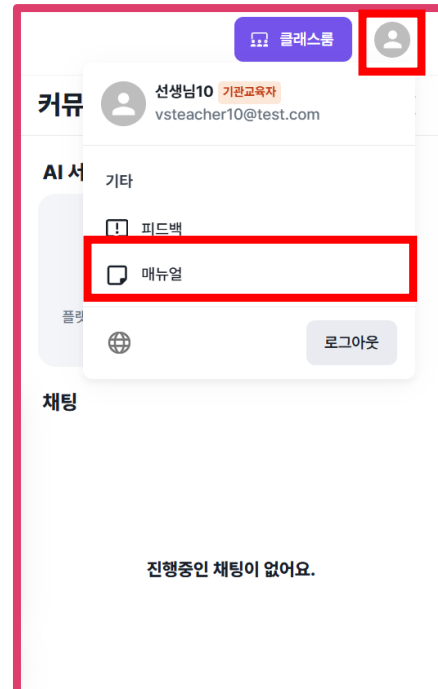 클래스룸
선생님10 기관교육자
vsteacher10@test.com
커뮤
AI 서
기타
피드백
매뉴얼
플랫
로그아웃
채팅
진행중인 채팅이 없어요.